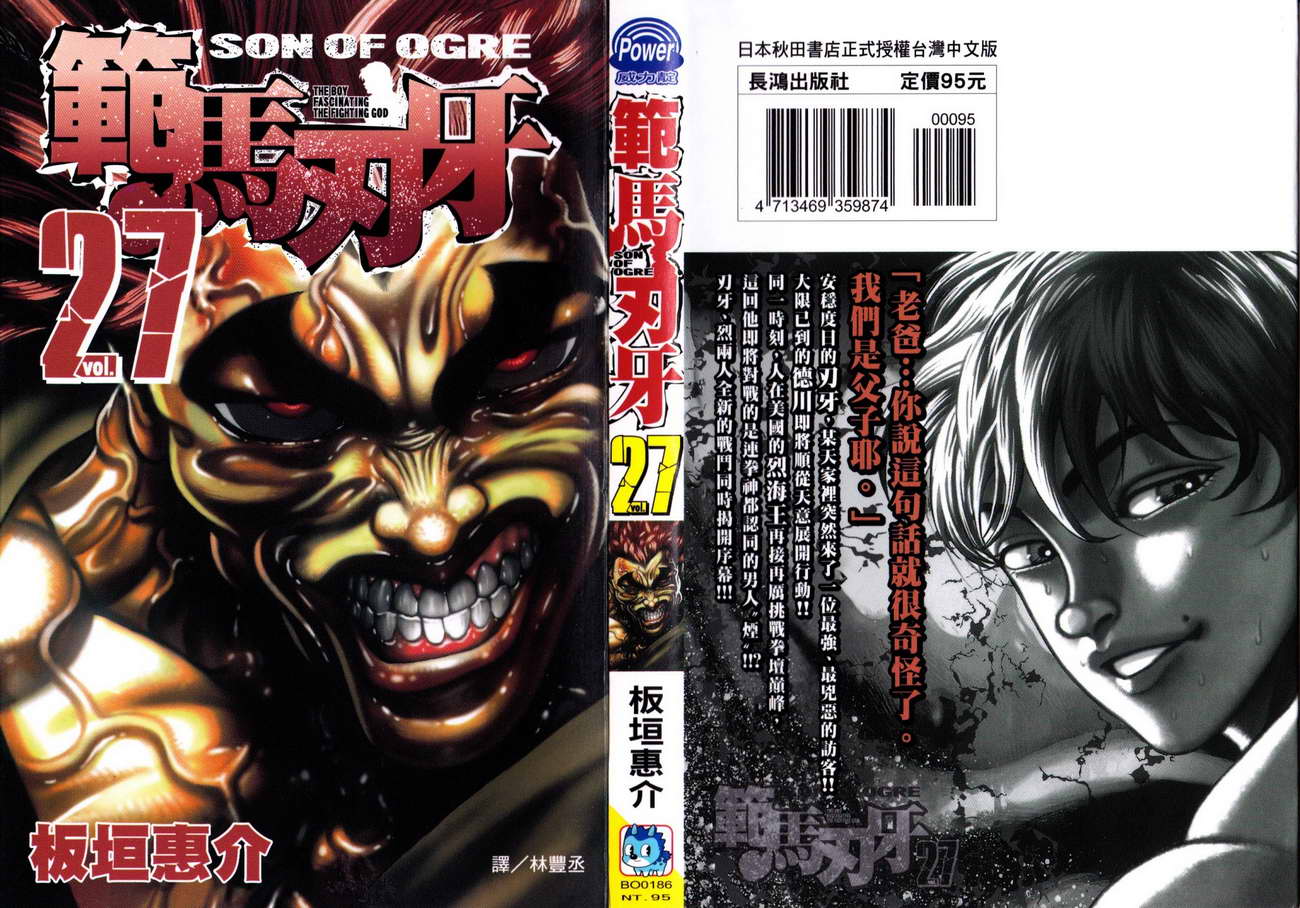 SON OF OGRE
範馬刃牙
THE BOY
FASCINATING
THE FIGHTING GOD
27
vol.
板垣惠介
譯／林豐丞
Power
範馬刃牙
SON
OF
OGRE
27
vol.
板垣惠介
BO0186
NT.95
日本秋田書店正式授權台灣中文版
長鴻出版社 定價95元
00095
4 713469 359874
「老爸…你說這句話就很奇怪了。
我們是父子耶。」
安穩度日的刃牙，某天家裡突然來了一位最強、最兇惡的訪客!!
大限已到的德川即將順從天意展開行動!!
同一時刻，人在美國的烈海王再接再厲挑戰拳壇巔峰，
這回他即將對戰的是連拳神都認同的男人〝煙〞!!?
刃牙、烈兩人全新的戰鬥同時揭開序幕!!!
SON OF OGRE
範馬刃牙
27